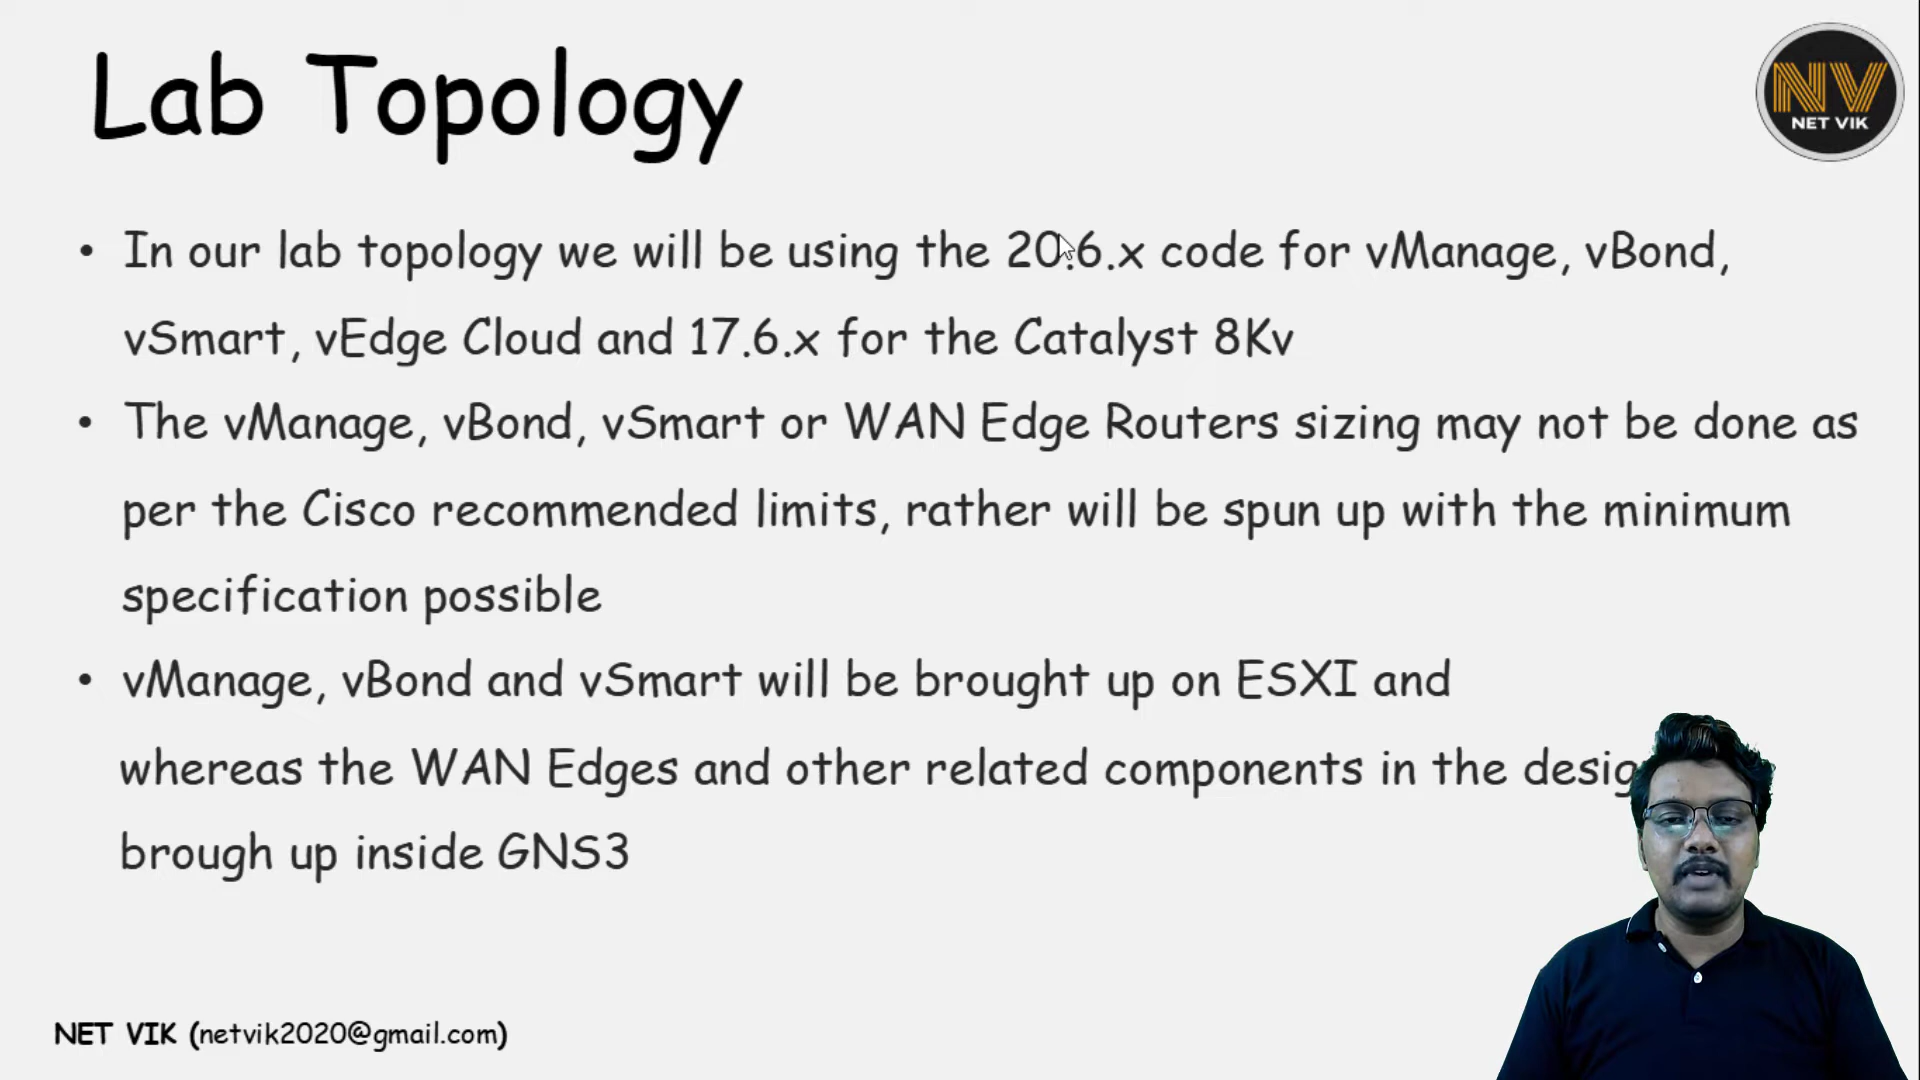 Lab Topology
NV
NET VIK
• In our lab topology we will be using the 20.6.x code for vManage, vBond,
vSmart, vEdge Cloud and 17.6.x for the Catalyst 8Kv
• The vManage, vBond, vSmart or WAN Edge Routers sizing may not be done as
per the Cisco recommended limits, rather will be spun up with the minimum
specification possible
• vManage, vBond and vSmart will be brought up on ESXI and
whereas the WAN Edges and other related components in the desig
brough up inside GNS3
NET VIK (netvik2020@gmail.com)